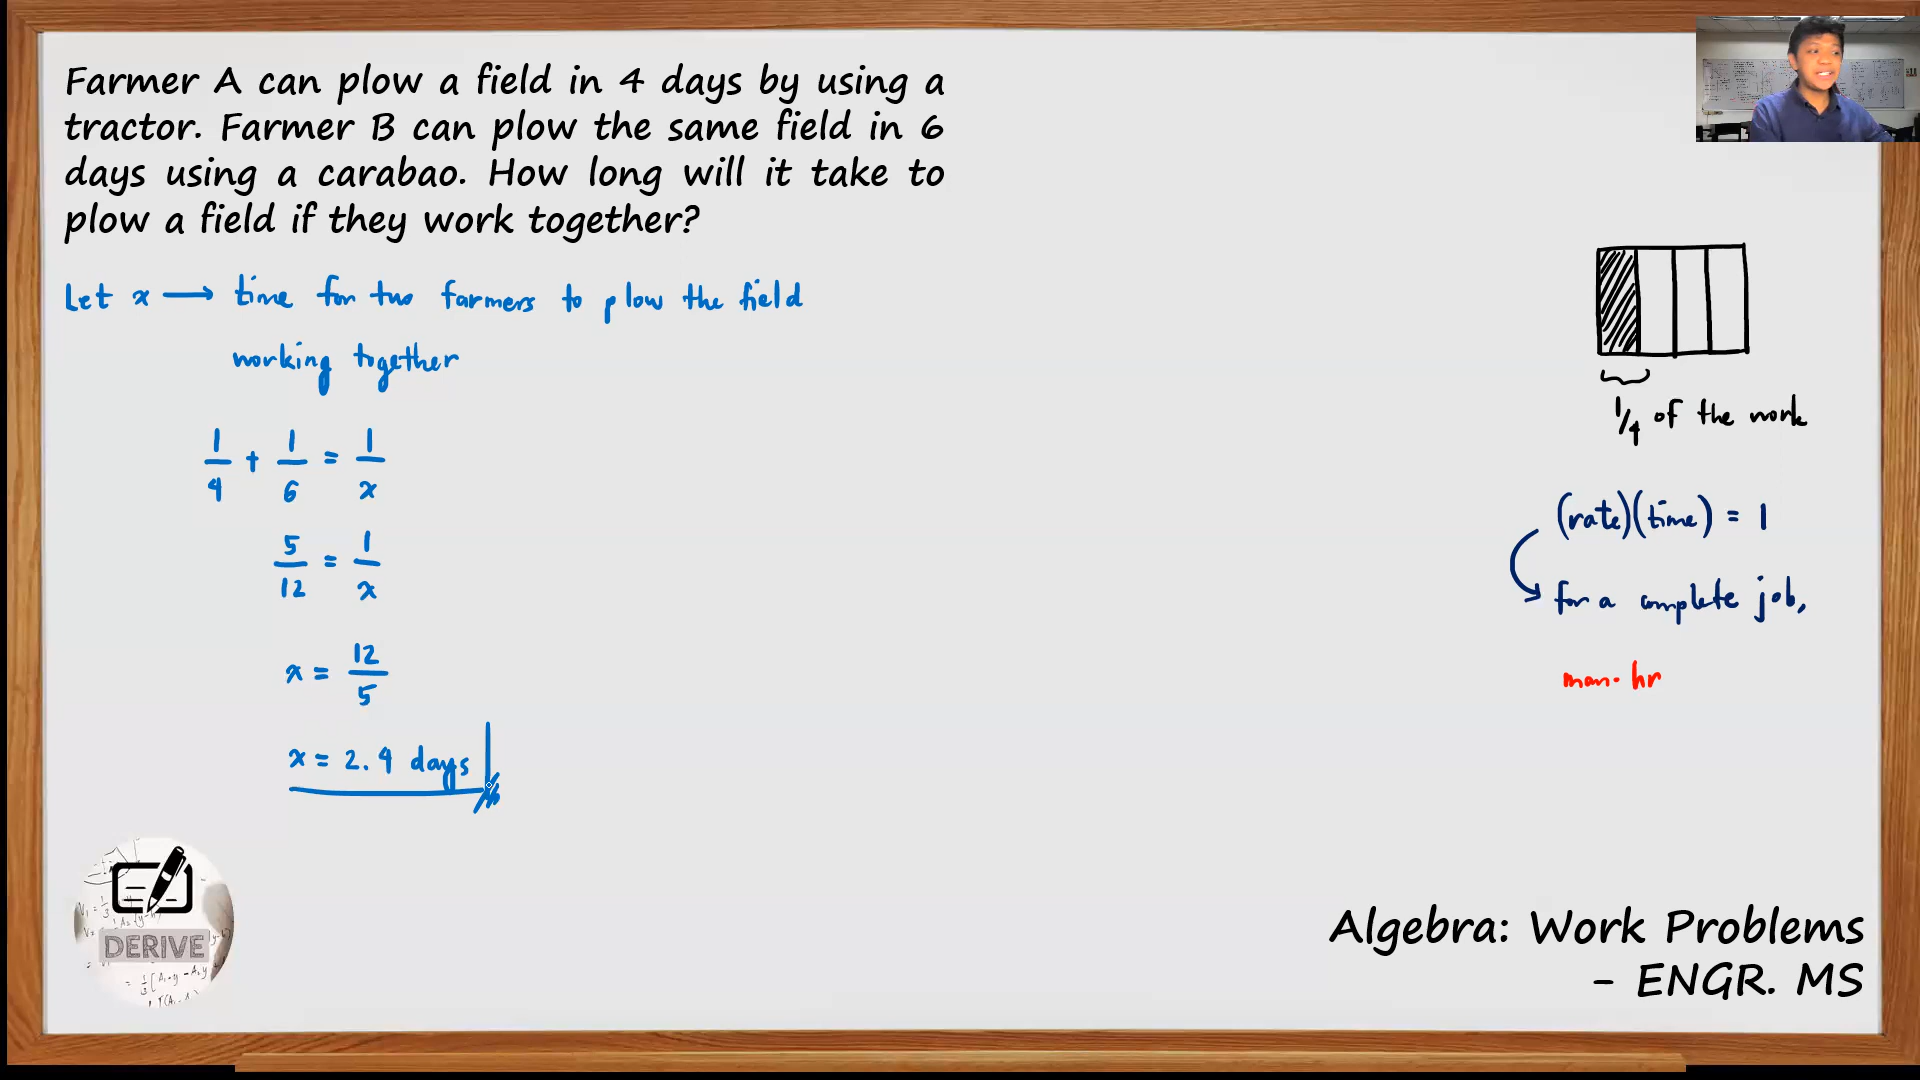 Farmer A can plow a field in 4 days by using a
tractor. Farmer B can plow the same field in 6
days using a carabao. How long will it take to
plow a field if they work together?
Let x → time for two farmers to plow the field
working together
1/4 + 1/6 = 1/x
5/12 = 1/x
x = 12/5
x = 2.4 days
1/4 of the work
(rate)(time) = 1
for a complete job,
man·hr
DERIVE
Algebra: Work Problems
- ENGR. MS